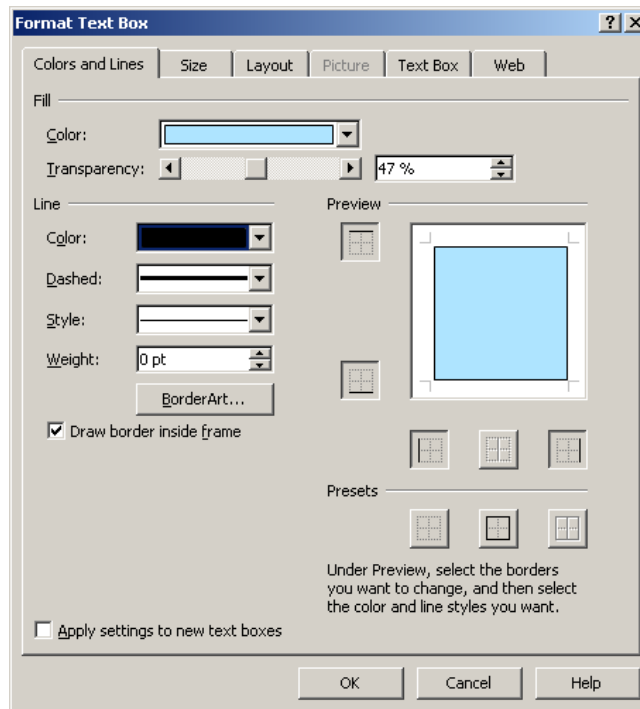 Format Text Box
Colors and Lines Size Layout Picture Text Box Web
Fill
Color:
Transparency: 47 %
Line
Color:
Dashed:
Style:
Weight: 0 pt
BorderArt...
Draw border inside frame
Preview
Presets
Under Preview, select the borders
you want to change, and then select
the color and line styles you want.
Apply settings to new text boxes
OK Cancel Help